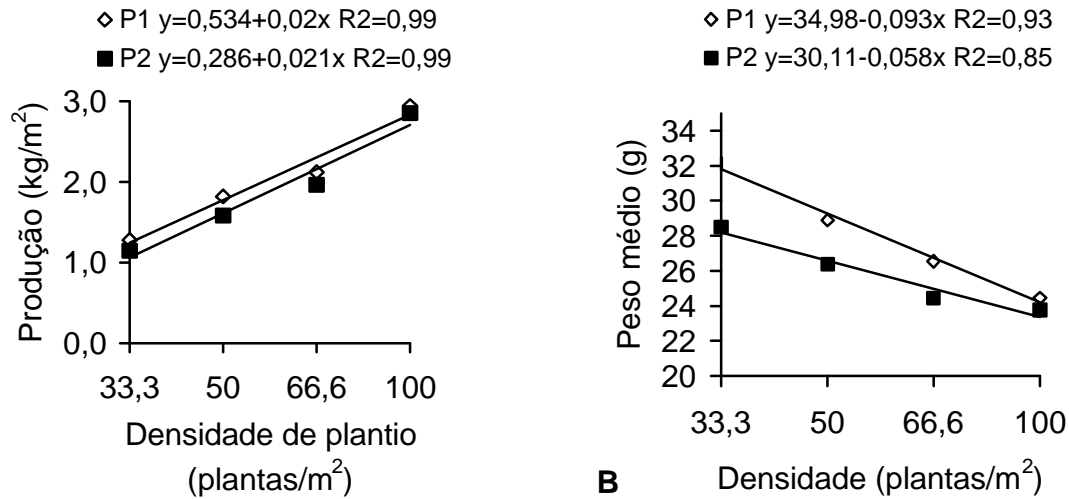 P1 y=0,534+0,02x R2=0,99
P2 y=0,286+0,021x R2=0,99
Produção (kg/m²)
3,0
2,0
1,0
0,0
33,3 50 66,6 100
Densidade de plantio
(plantas/m²)
P1 y=34,98-0,093x R2=0,93
P2 y=30,11-0,058x R2=0,85
Peso médio (g)
34
32
30
28
26
24
22
20
33,3 50 66,6 100
B Densidade (plantas/m²)